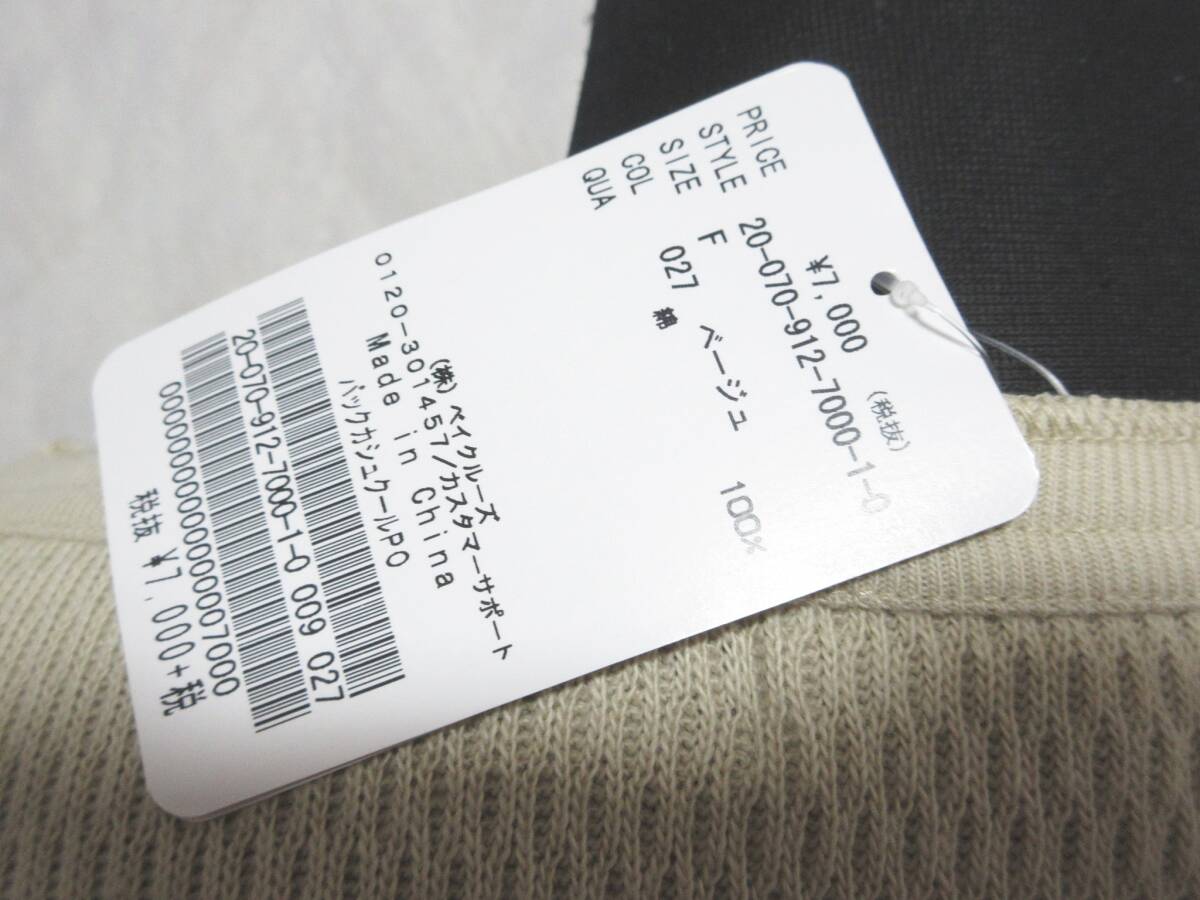 PRICE ¥7,000 (税抜)
STYLE 20-070-912-7000-1-0
SIZE F
COL 027 ベージュ
QUA 綿 100%
(株)ベイクルーズ
0120-301457/カスタマーサポート
Made in China
バックカシュクールPO
20-070-912-7000-1-0 009 027
0000000000000000007000
税抜 ¥7,000+税